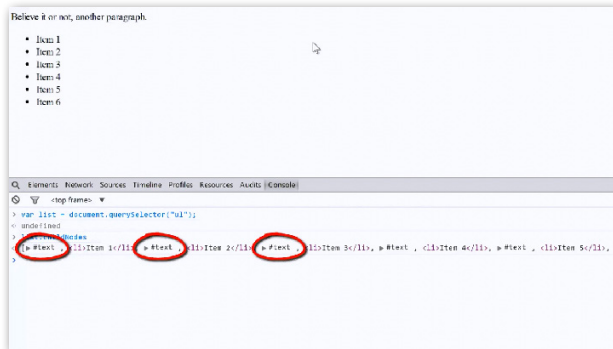 Believe it or not, another paragraph.
• Item 1
• Item 2
• Item 3
• Item 4
• Item 5
• Item 6
Elements Network Sources Timeline Profiles Resources Audits Console
<top frame> ▼
> var list = document.querySelector("ul");
< undefined
> list.childNodes
< [▶ #text , <li>Item 1</li>, ▶ #text , <li>Item 2</li>, ▶ #text , <li>Item 3</li>, ▶ #text , <li>Item 4</li>, ▶ #text , <li>Item 5</li>,
>